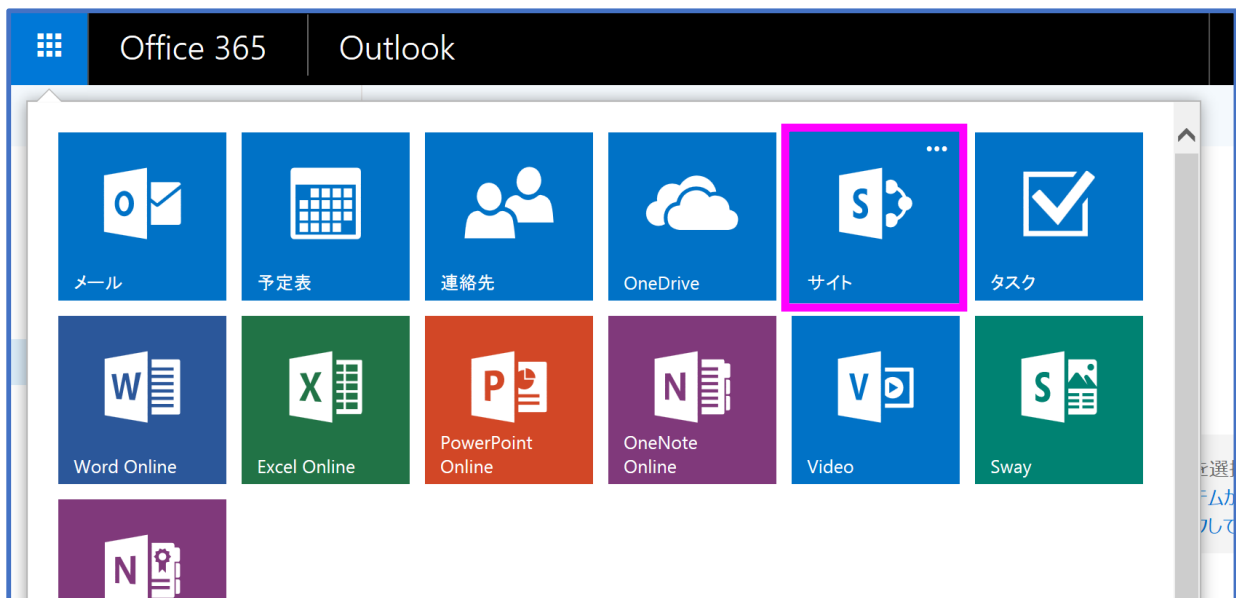 Office 365 Outlook
メール
予定表
連絡先
OneDrive
サイト
タスク
Word Online
Excel Online
PowerPoint
Online
OneNote
Online
Video
Sway